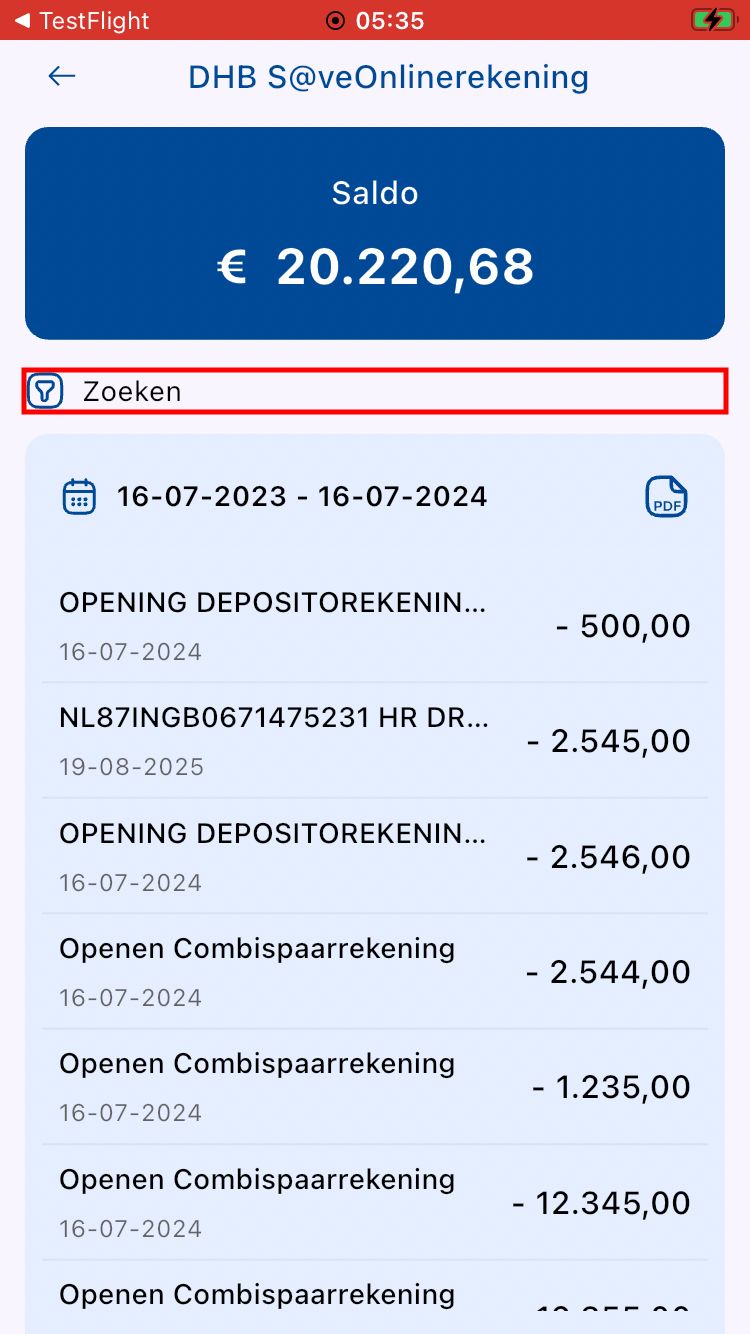 TestFlight 05:35
DHB S@veOnlinerekening
Saldo
€ 20.220,68
Zoeken
16-07-2023 - 16-07-2024 PDF
OPENING DEPOSITOREKENIN... - 500,00
16-07-2024
NL87INGB0671475231 HR DR... - 2.545,00
19-08-2025
OPENING DEPOSITOREKENIN... - 2.546,00
16-07-2024
Openen Combispaarrekening - 2.544,00
16-07-2024
Openen Combispaarrekening - 1.235,00
16-07-2024
Openen Combispaarrekening - 12.345,00
16-07-2024
Openen Combispaarrekening